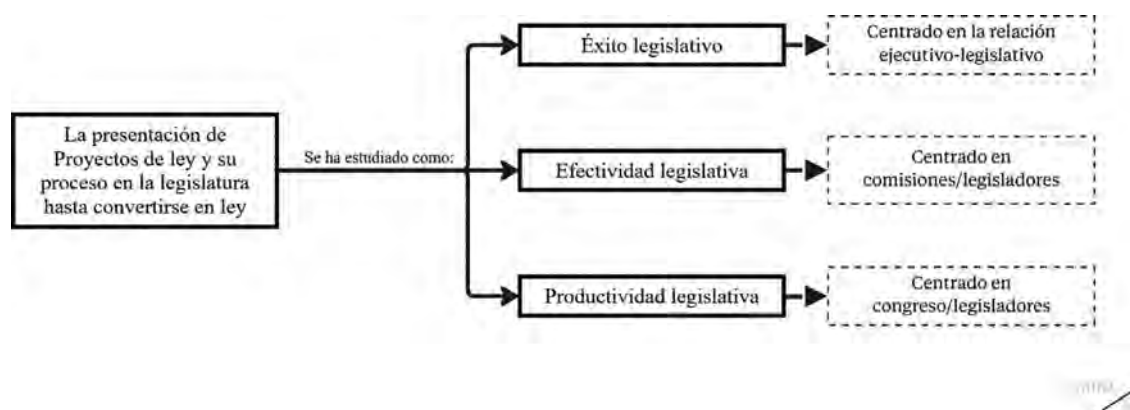 La presentación de
Proyectos de ley y su
proceso en la legislatura
hasta convertirse en ley
Se ha estudiado como:
Éxito legislativo
Centrado en la relación
ejecutivo-legislativo
Efectividad legislativa
Centrado en
comisiones/legisladores
Productividad legislativa
Centrado en
congreso/legisladores